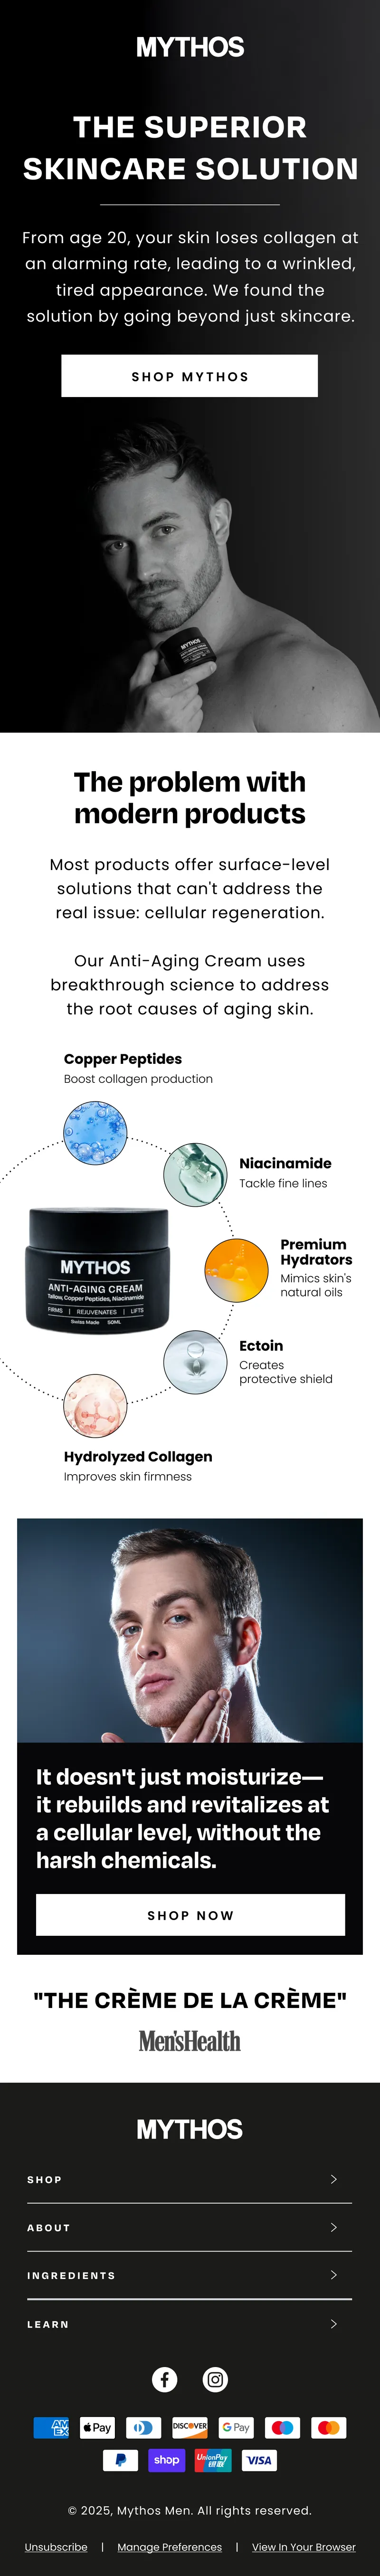 MYTHOS
THE SUPERIOR
SKINCARE SOLUTION
From age 20, your skin loses collagen at
an alarming rate, leading to a wrinkled,
tired appearance. We found the
solution by going beyond just skincare.
SHOP MYTHOS
MYTHOS
The problem with
modern products
Most products offer surface-level
solutions that can't address the
real issue: cellular regeneration.
Our Anti-Aging Cream uses
breakthrough science to address
the root causes of aging skin.
Copper Peptides
Boost collagen production
Niacinamide
Tackle fine lines
Premium
Hydrators
Mimics skin's
natural oils
MYTHOS
ANTI-AGING CREAM
Tallow, Copper Peptides, Niacinamide
FIRMS | REJUVENATES | LIFTS
Swiss Made 50ML
Ectoin
Creates
protective shield
Hydrolyzed Collagen
Improves skin firmness
It doesn't just moisturize—
it rebuilds and revitalizes at
a cellular level, without the
harsh chemicals.
SHOP NOW
"THE CRÈME DE LA CRÈME"
Men'sHealth
MYTHOS
SHOP
ABOUT
INGREDIENTS
LEARN
AMEX
Pay
DISCOVER
G Pay
shop
UnionPay
银联
VISA
© 2025, Mythos Men. All rights reserved.
Unsubscribe | Manage Preferences | View In Your Browser